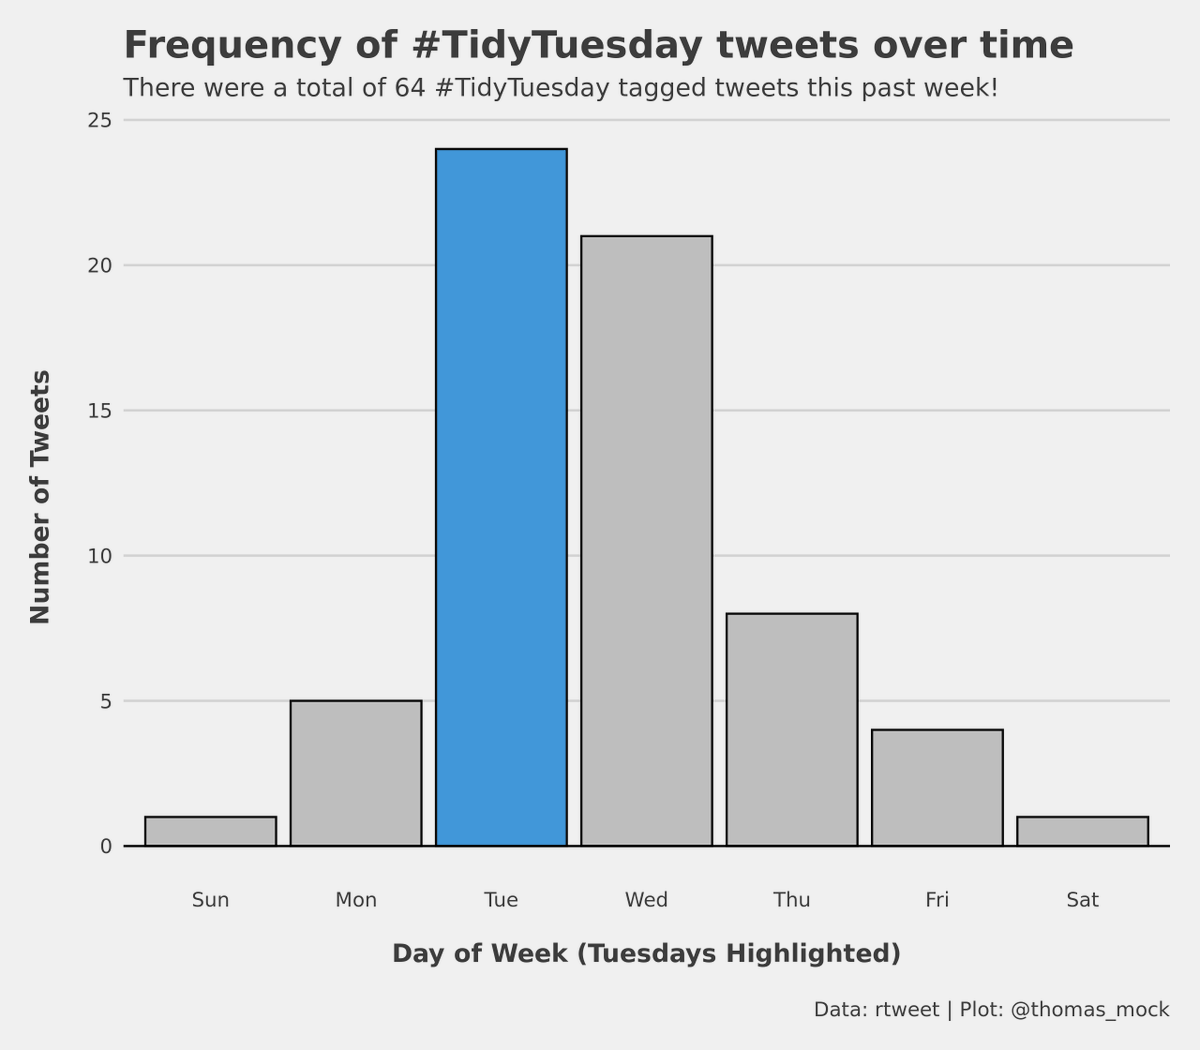 Frequency of #TidyTuesday tweets over time
There were a total of 64 #TidyTuesday tagged tweets this past week!
25
20
15
10
5
0
Number of Tweets
Sun Mon Tue Wed Thu Fri Sat
Day of Week (Tuesdays Highlighted)
Data: rtweet | Plot: @thomas_mock